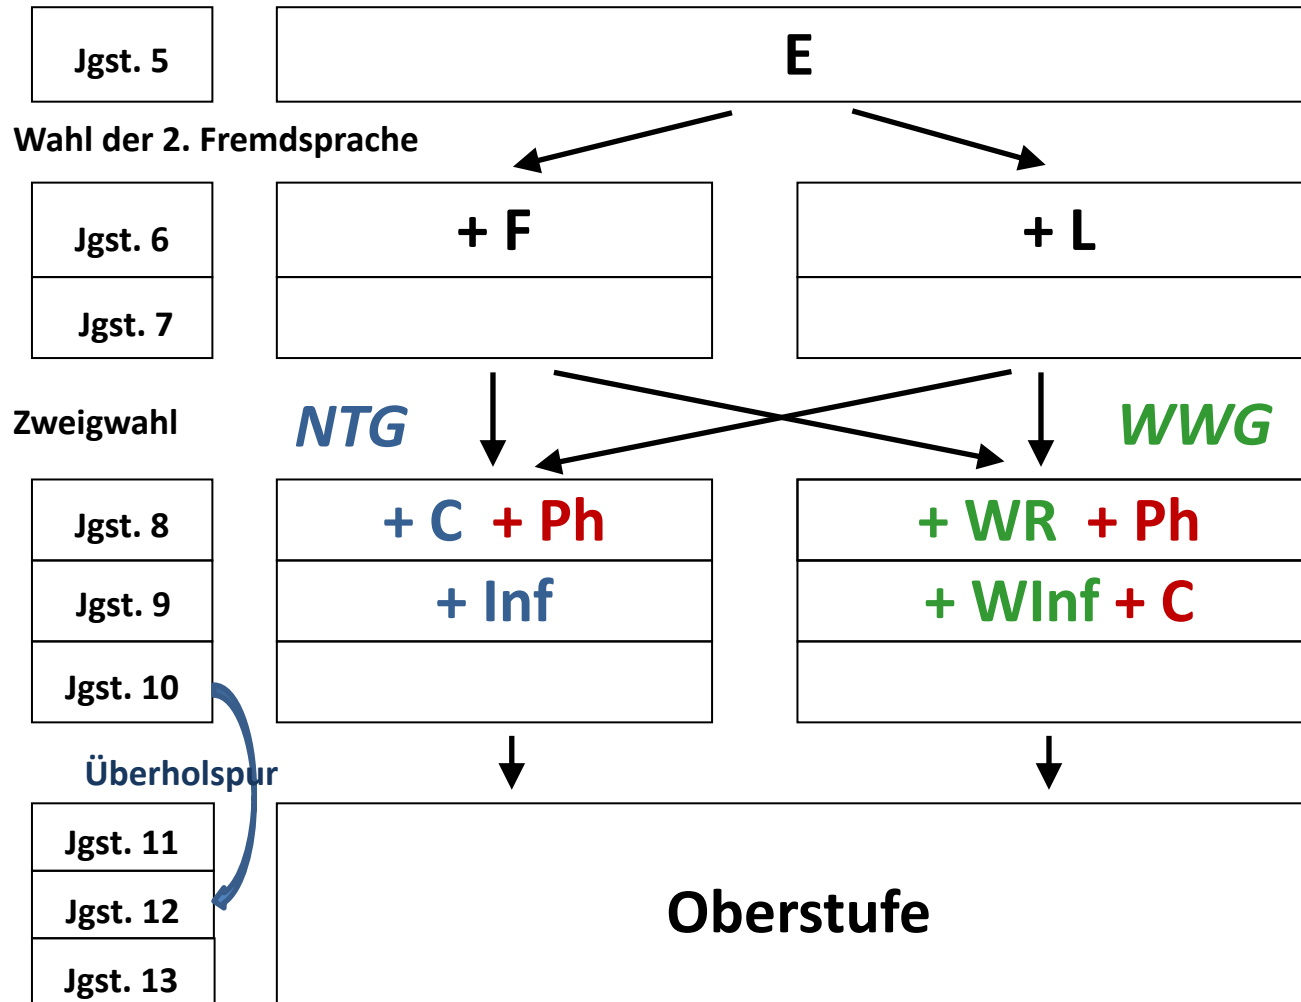 Jgst. 5 E
Wahl der 2. Fremdsprache
Jgst. 6 + F + L
Jgst. 7
Zweigwahl NTG WWG
Jgst. 8 + C + Ph + WR + Ph
Jgst. 9 + Inf + WInf + C
Jgst. 10
Überholspur
Jgst. 11
Jgst. 12 Oberstufe
Jgst. 13